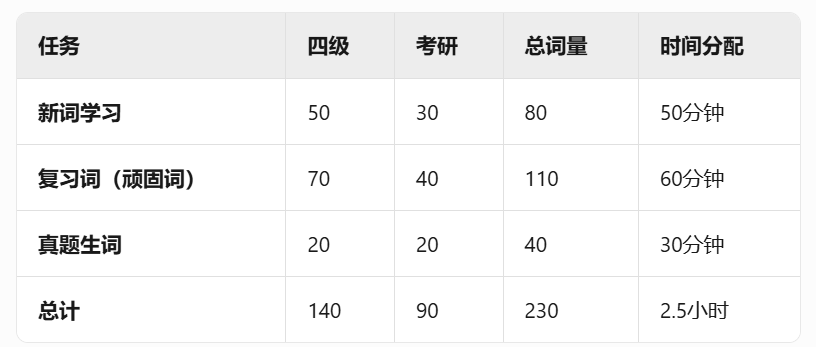 任务 四级 考研 总词量 时间分配
新词学习 50 30 80 50分钟
复习词（顽固词） 70 40 110 60分钟
真题生词 20 20 40 30分钟
总计 140 90 230 2.5小时